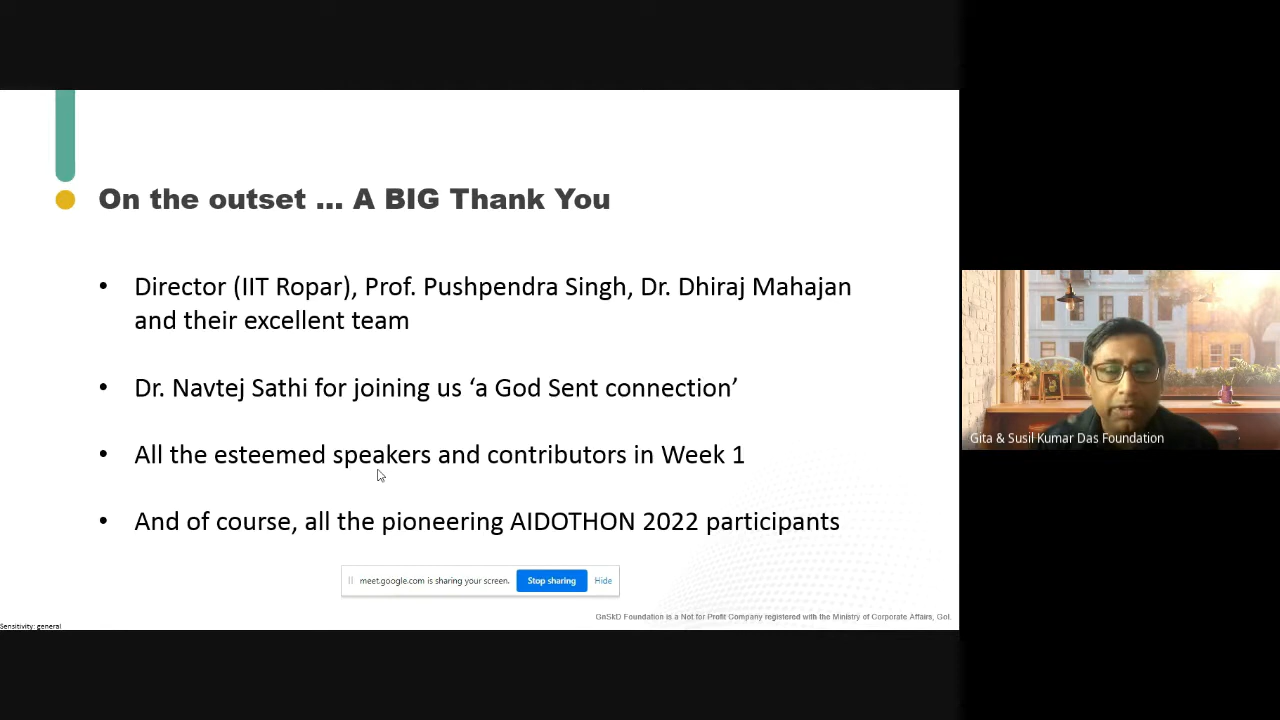 On the outset ... A BIG Thank You
• Director (IIT Ropar), Prof. Pushpendra Singh, Dr. Dhiraj Mahajan
and their excellent team
• Dr. Navtej Sathi for joining us ‘a God Sent connection’
• All the esteemed speakers and contributors in Week 1
• And of course, all the pioneering AIDOTHON 2022 participants
meet.google.com is sharing your screen. Stop sharing Hide
GnSkD Foundation is a Not for Profit Company registered with the Ministry of Corporate Affairs, GoI.
Sensitivity: general
Gita & Susil Kumar Das Foundation